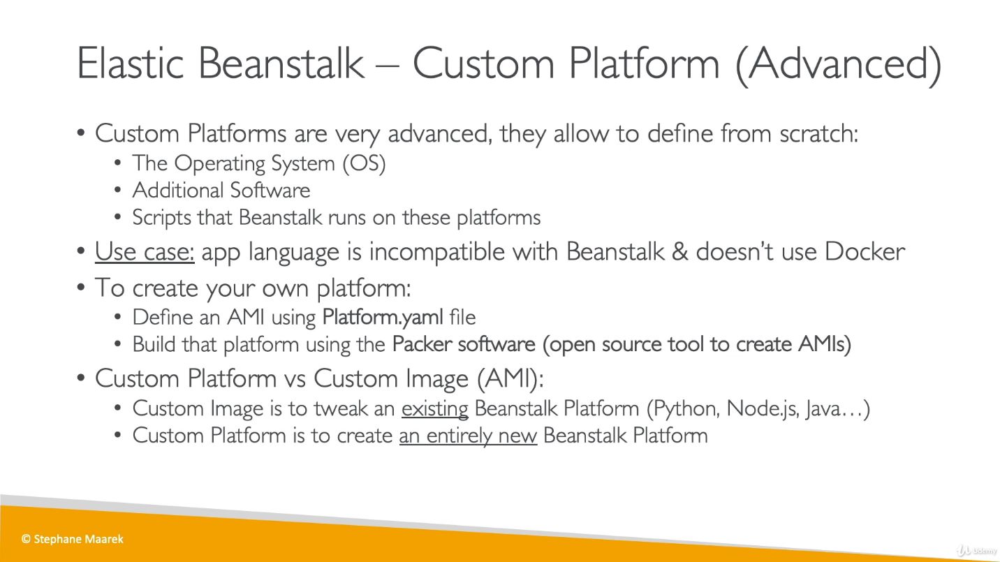 Elastic Beanstalk – Custom Platform (Advanced)
• Custom Platforms are very advanced, they allow to define from scratch:
• The Operating System (OS)
• Additional Software
• Scripts that Beanstalk runs on these platforms
• Use case: app language is incompatible with Beanstalk & doesn't use Docker
• To create your own platform:
• Define an AMI using Platform.yaml file
• Build that platform using the Packer software (open source tool to create AMIs)
• Custom Platform vs Custom Image (AMI):
• Custom Image is to tweak an existing Beanstalk Platform (Python, Node.js, Java…)
• Custom Platform is to create an entirely new Beanstalk Platform
© Stephane Maarek
Udemy